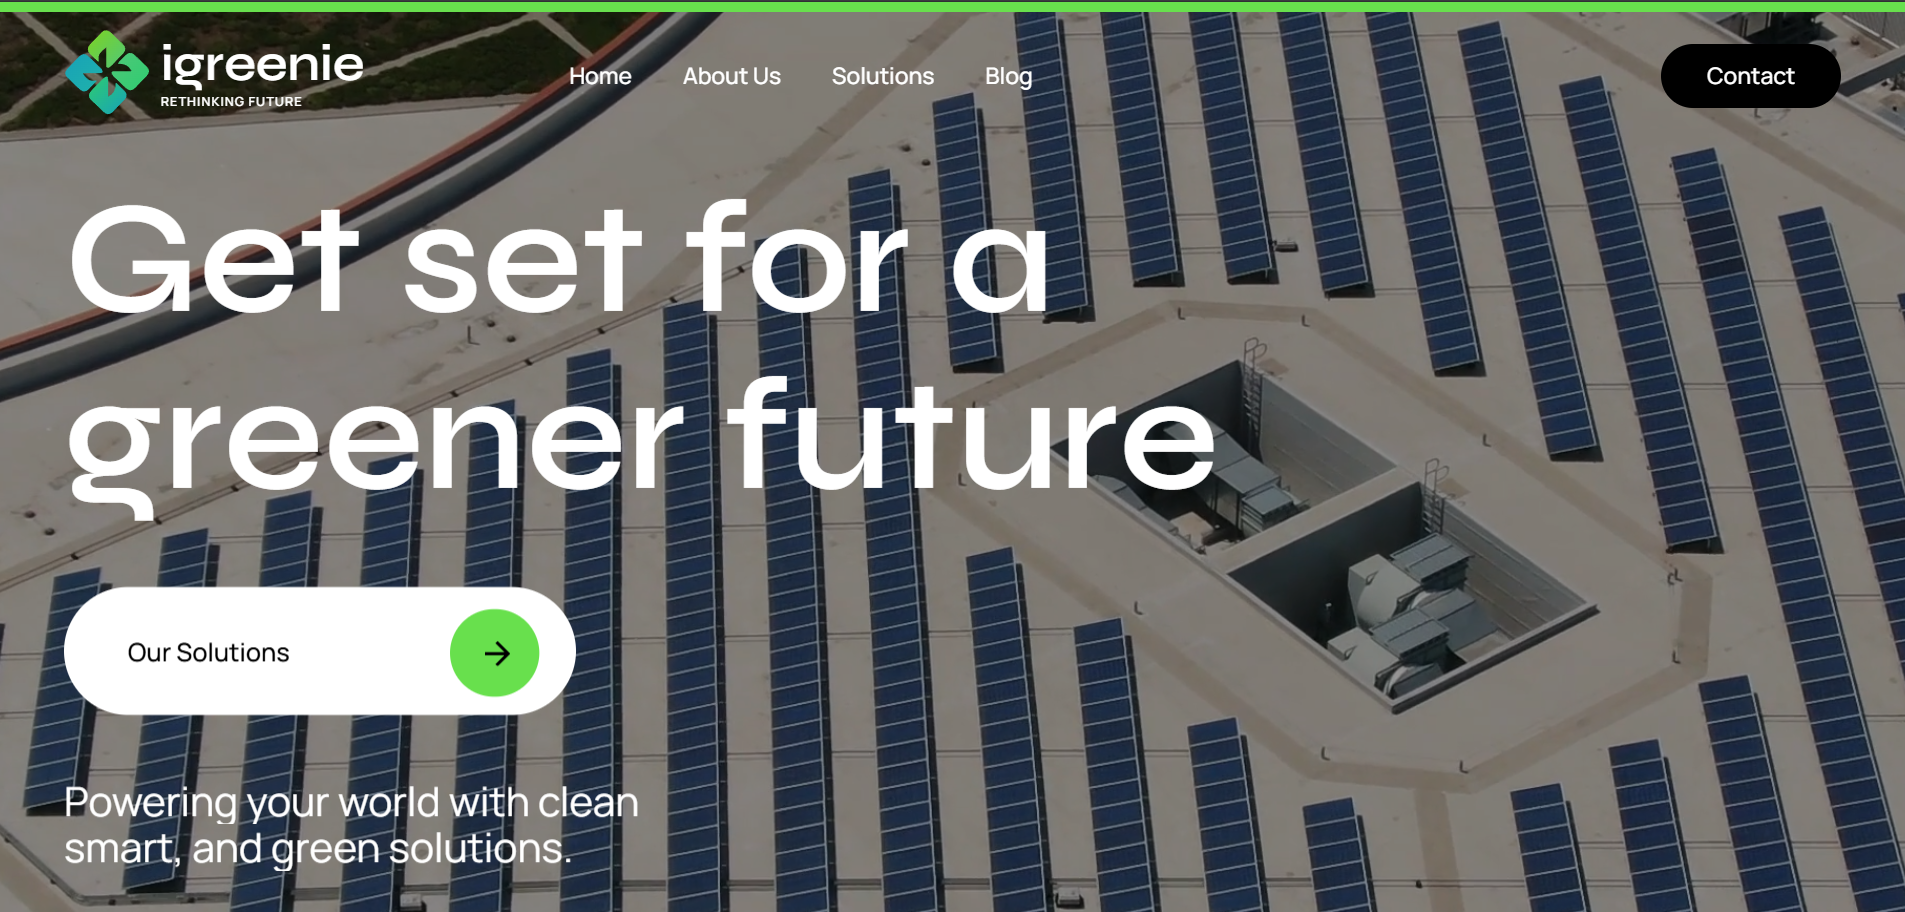 igreenie
RETHINKING FUTURE
Home
About Us
Solutions
Blog
Contact
Get set for a
greener future
Our Solutions
Powering your world with clean
smart, and green solutions.